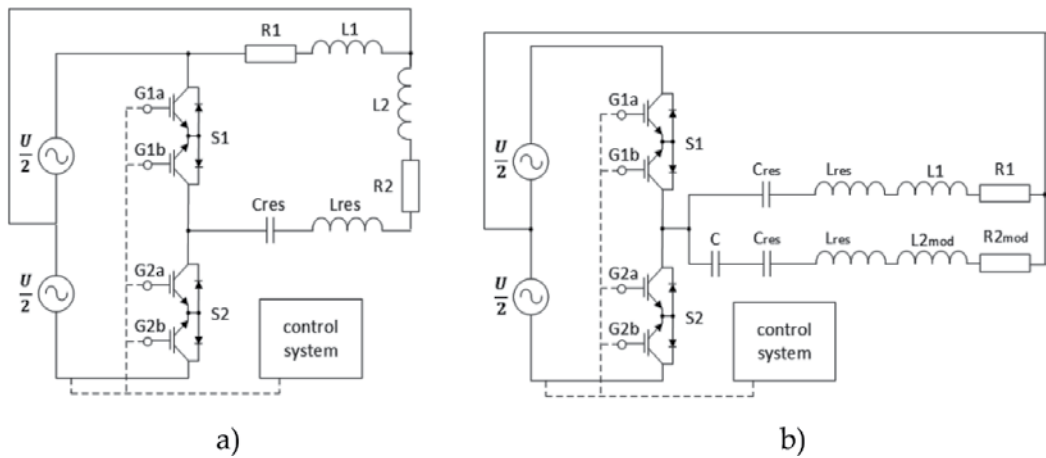 R1 L1
G1a
L2
U
2
S1
G1b
R2
Cres Lres
U
2
G2a
S2
G2b
control
system
a)
G1a
U
2
S1
G1b
Cres Lres L1 R1
C Cres Lres L2mod R2mod
U
2
G2a
S2
G2b
control
system
b)